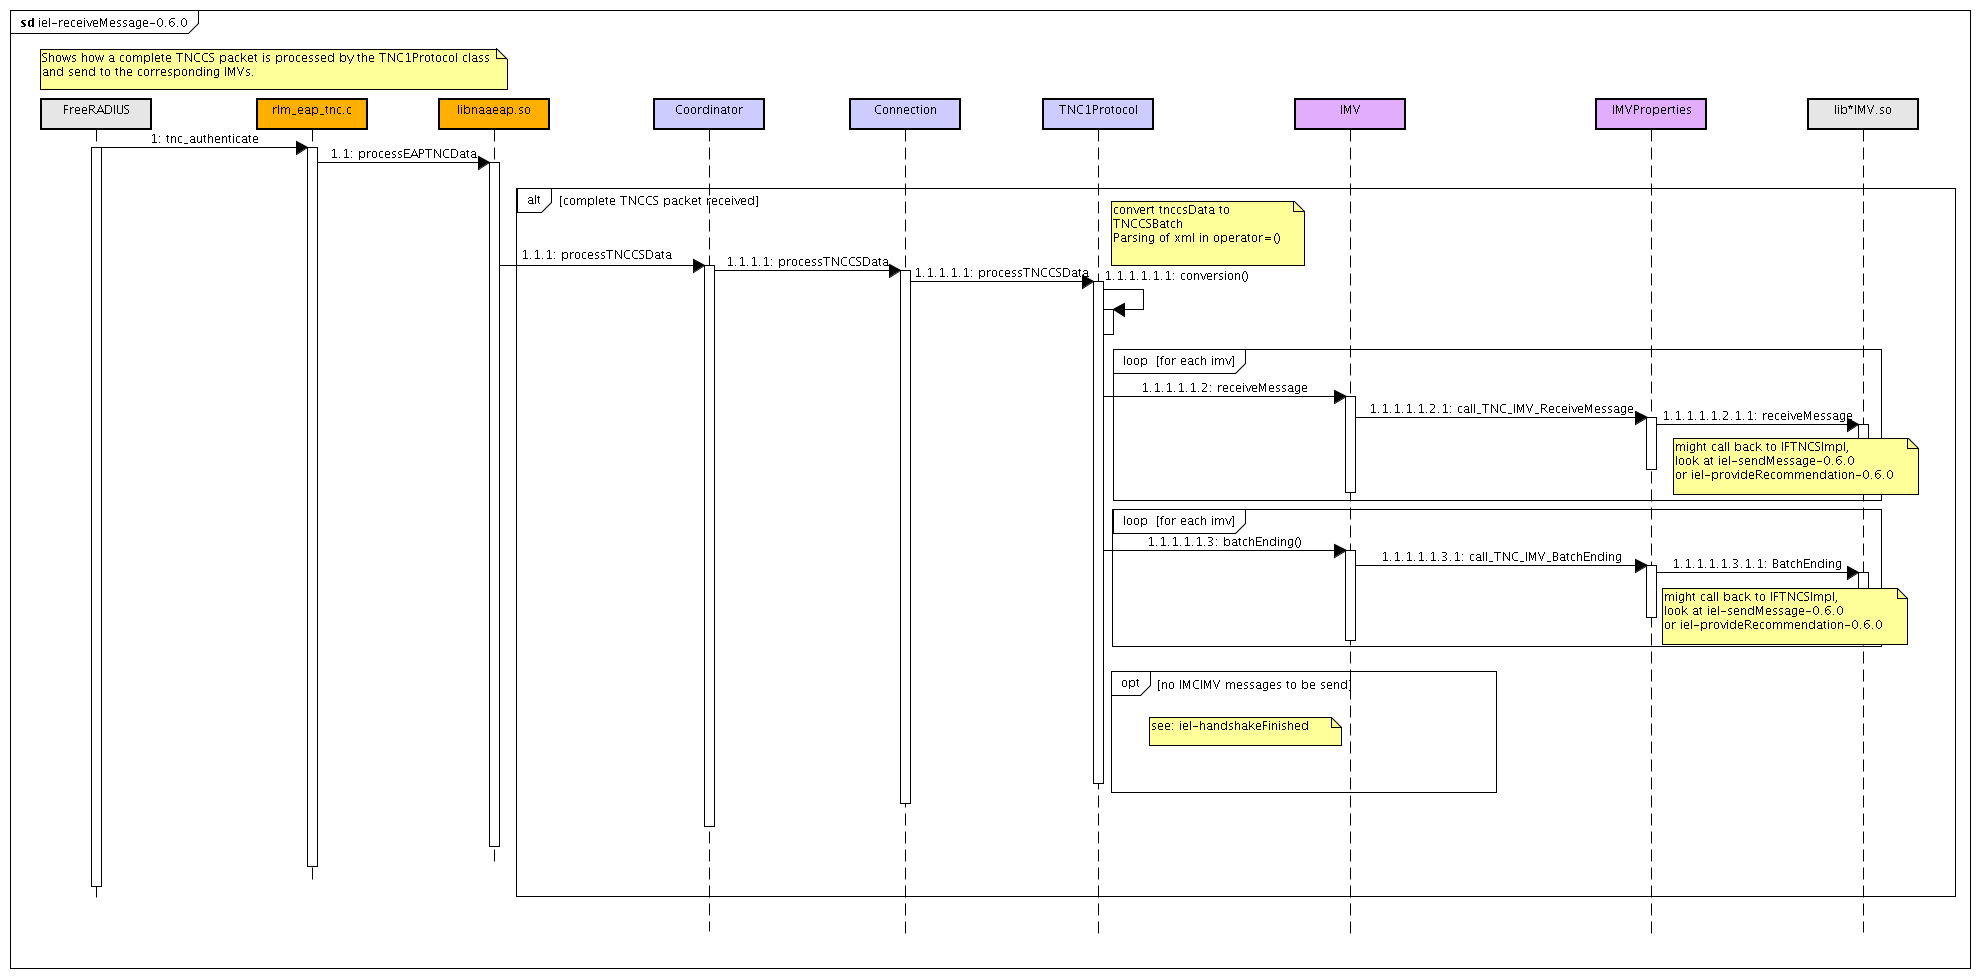 sd iel-receiveMessage-0.6.0
Shows how a complete TNCCS packet is processed by the TNC1Protocol class
and send to the corresponding IMVs.
FreeRADIUS
rlm_eap_tnc.c
libnaaeap.so
Coordinator
Connection
TNC1Protocol
IMV
IMVProperties
lib*IMV.so
1: tnc_authenticate
1.1: processEAPTNCData
alt [complete TNCCS packet received]
convert tnccsData to
TNCCSBatch
Parsing of xml in operator=()
1.1.1: processTNCCSData
1.1.1.1: processTNCCSData
1.1.1.1.1: processTNCCSData
1.1.1.1.1.1: conversion()
loop [for each imv]
1.1.1.1.1.2: receiveMessage
1.1.1.1.1.2.1: call_TNC_IMV_ReceiveMessage
1.1.1.1.1.2.1.1: receiveMessage
might call back to IFTNCSImpl,
look at iel-sendMessage-0.6.0
or iel-provideRecommendation-0.6.0
loop [for each imv]
1.1.1.1.1.3: batchEnding()
1.1.1.1.1.3.1: call_TNC_IMV_BatchEnding
1.1.1.1.1.3.1.1: BatchEnding
might call back to IFTNCSImpl,
look at iel-sendMessage-0.6.0
or iel-provideRecommendation-0.6.0
opt [no IMCIMV messages to be send]
see: iel-handshakeFinished